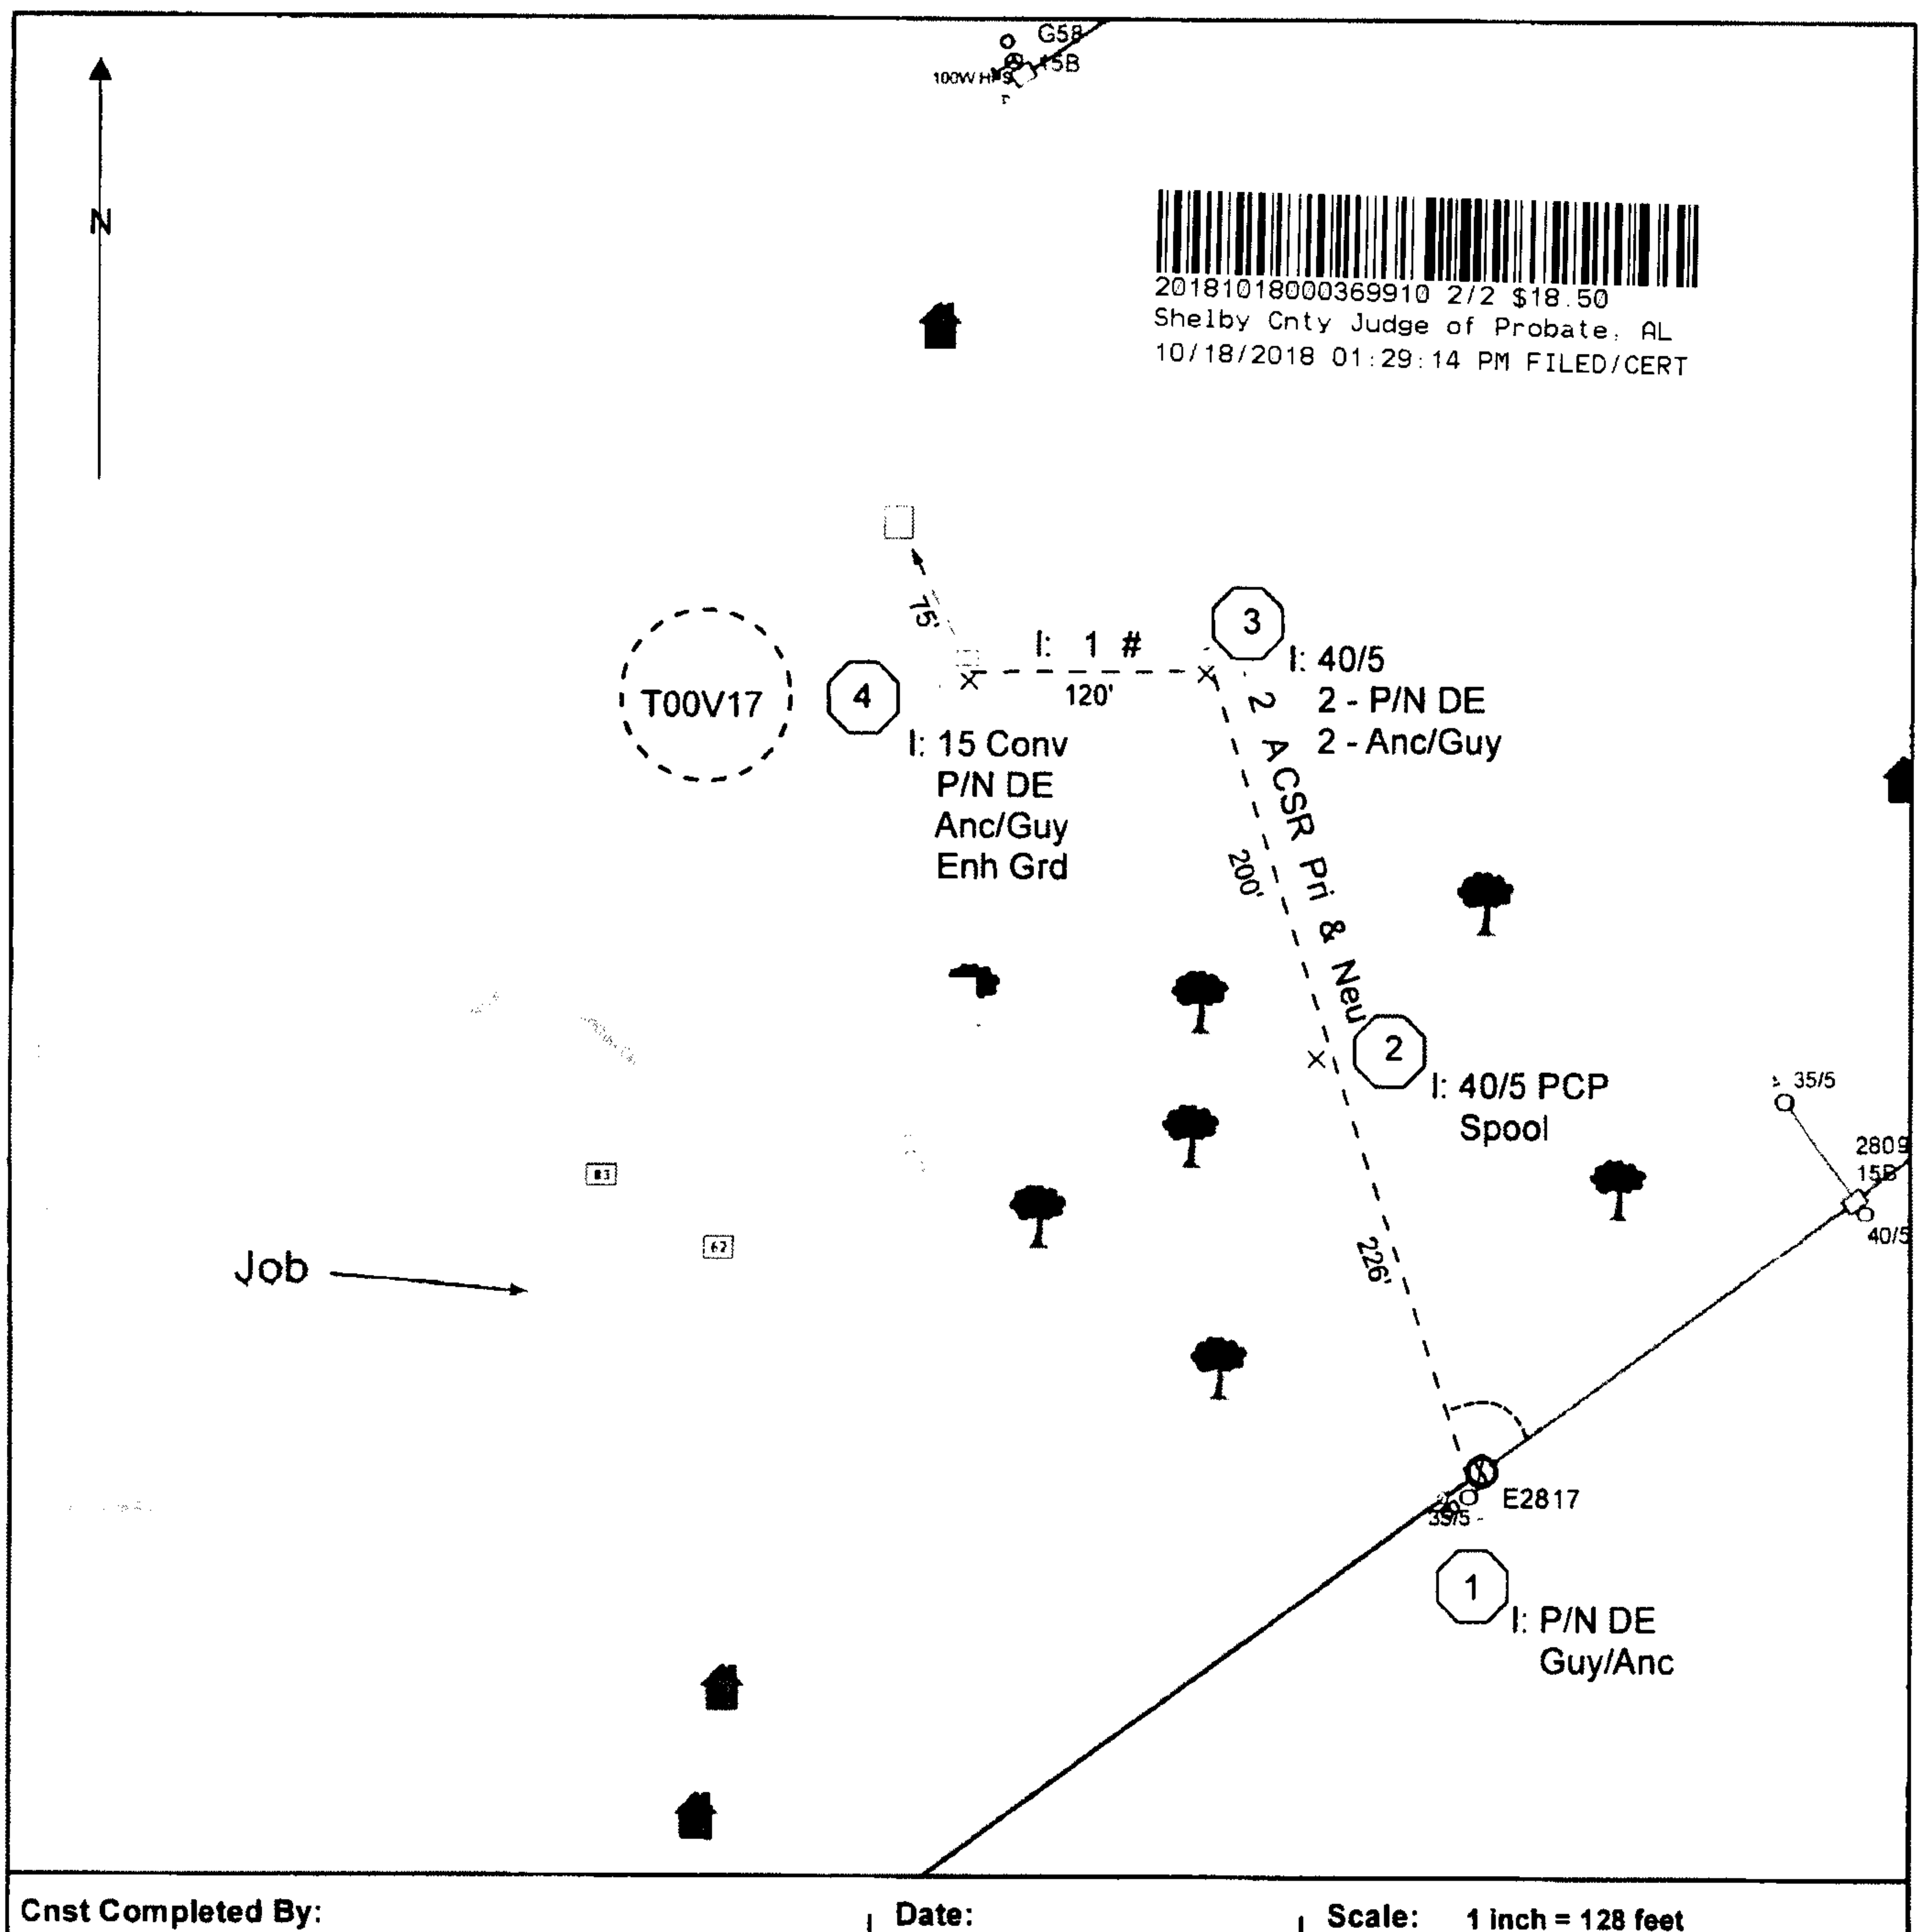 G58
15B
100W HPS
N
20181018000369910 2/2 $18.50
Shelby Cnty Judge of Probate, AL
10/18/2018 01:29:14 PM FILED/CERT
75'
I: 1 #
120'
3
I: 40/5
2 - P/N DE
2 - Anc/Guy
T00V17
4
I: 15 Conv
P/N DE
Anc/Guy
Enh Grd
2 ACSR Pri & Neu
200'
2
I: 40/5 PCP
Spool
35/5
2809
15B
40/5
83
62
Job
226'
E2817
35/5
1
I: P/N DE
Guy/Anc
Cnst Completed By:
Date:
Scale: 1 inch = 128 feet